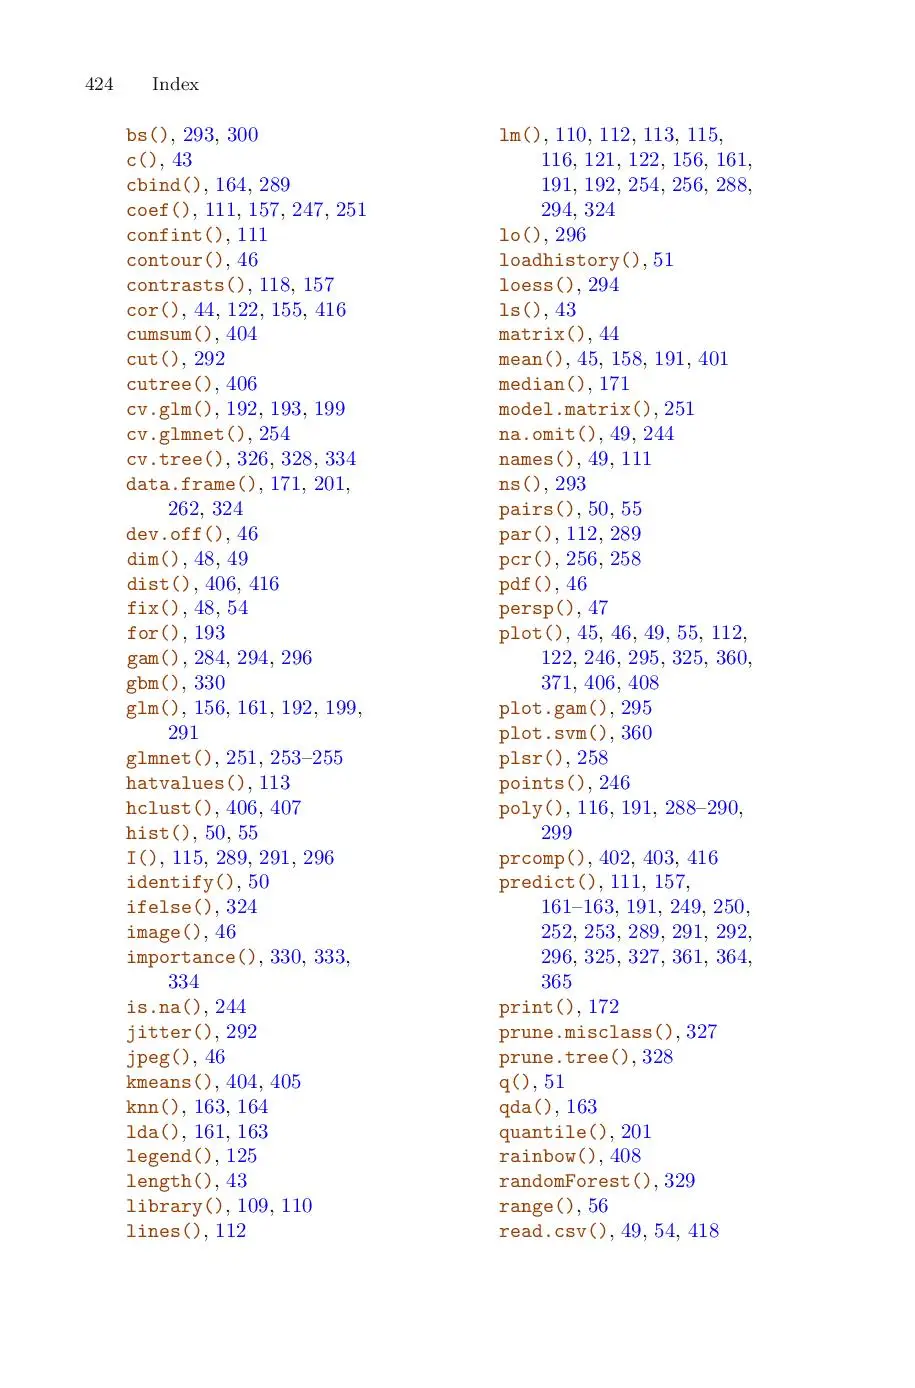 424 Index
bs(), 293, 300
c(), 43
cbind(), 164, 289
coef(), 111, 157, 247, 251
confint(), 111
contour(), 46
contrasts(), 118, 157
cor(), 44, 122, 155, 416
cumsum(), 404
cut(), 292
cutree(), 406
cv.glm(), 192, 193, 199
cv.glmnet(), 254
cv.tree(), 326, 328, 334
data.frame(), 171, 201,
262, 324
dev.off(), 46
dim(), 48, 49
dist(), 406, 416
fix(), 48, 54
for(), 193
gam(), 284, 294, 296
gbm(), 330
glm(), 156, 161, 192, 199,
291
glmnet(), 251, 253–255
hatvalues(), 113
hclust(), 406, 407
hist(), 50, 55
I(), 115, 289, 291, 296
identify(), 50
ifelse(), 324
image(), 46
importance(), 330, 333,
334
is.na(), 244
jitter(), 292
jpeg(), 46
kmeans(), 404, 405
knn(), 163, 164
lda(), 161, 163
legend(), 125
length(), 43
library(), 109, 110
lines(), 112
lm(), 110, 112, 113, 115,
116, 121, 122, 156, 161,
191, 192, 254, 256, 288,
294, 324
lo(), 296
loadhistory(), 51
loess(), 294
ls(), 43
matrix(), 44
mean(), 45, 158, 191, 401
median(), 171
model.matrix(), 251
na.omit(), 49, 244
names(), 49, 111
ns(), 293
pairs(), 50, 55
par(), 112, 289
pcr(), 256, 258
pdf(), 46
persp(), 47
plot(), 45, 46, 49, 55, 112,
122, 246, 295, 325, 360,
371, 406, 408
plot.gam(), 295
plot.svm(), 360
plsr(), 258
points(), 246
poly(), 116, 191, 288–290,
299
prcomp(), 402, 403, 416
predict(), 111, 157,
161–163, 191, 249, 250,
252, 253, 289, 291, 292,
296, 325, 327, 361, 364,
365
print(), 172
prune.misclass(), 327
prune.tree(), 328
q(), 51
qda(), 163
quantile(), 201
rainbow(), 408
randomForest(), 329
range(), 56
read.csv(), 49, 54, 418